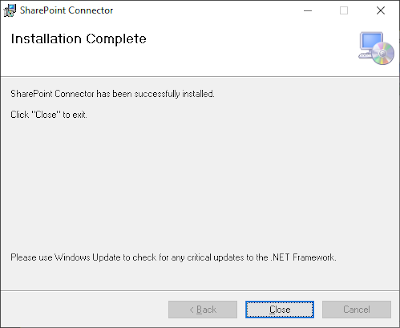 SharePoint Connector
Installation Complete
SharePoint Connector has been successfully installed.
Click "Close" to exit.
Please use Windows Update to check for any critical updates to the .NET Framework.
< Back Close Cancel